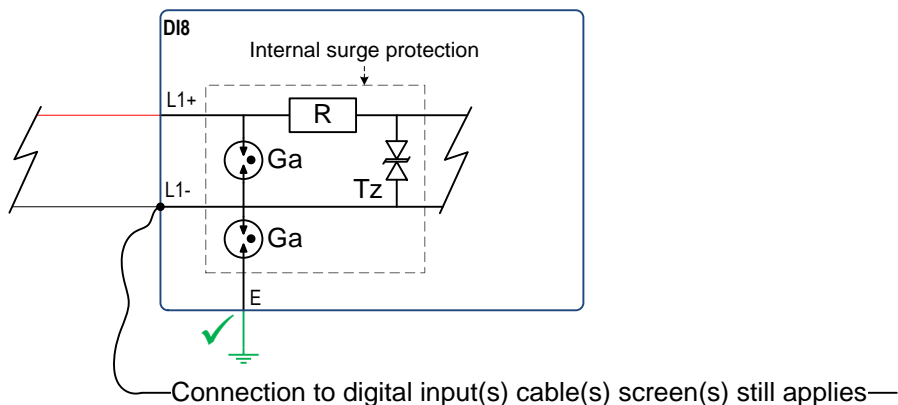 DI8
Internal surge protection
L1+
R
Ga
L1-
Tz
Ga
E
Connection to digital input(s) cable(s) screen(s) still applies